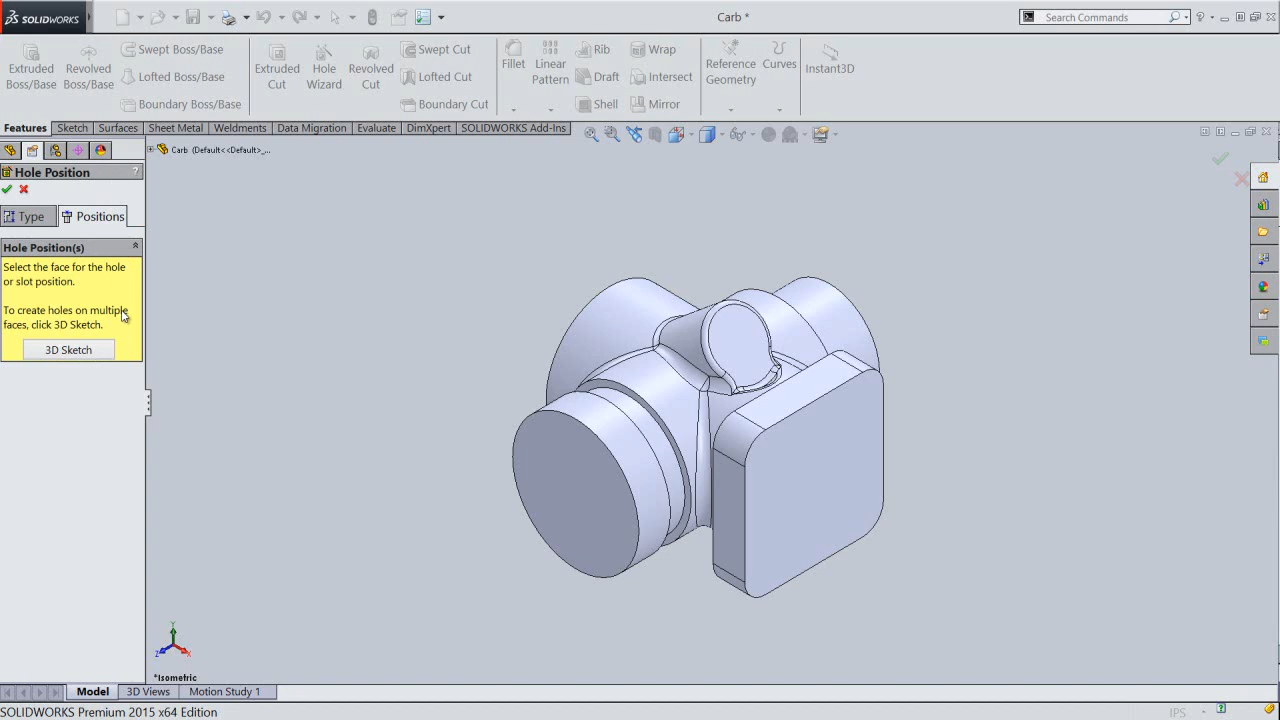 SOLIDWORKS
Carb *
Search Commands
Extruded Boss/Base
Revolved Boss/Base
Swept Boss/Base
Lofted Boss/Base
Boundary Boss/Base
Extruded Cut
Hole Wizard
Revolved Cut
Swept Cut
Lofted Cut
Boundary Cut
Fillet
Linear Pattern
Rib
Draft
Shell
Wrap
Intersect
Mirror
Reference Geometry
Curves
Instant3D
Features
Sketch
Surfaces
Sheet Metal
Weldments
Data Migration
Evaluate
DimXpert
SOLIDWORKS Add-Ins
Carb (Default<<Default>_...
Hole Position
?
Type
Positions
Hole Position(s)
Select the face for the hole
or slot position.
To create holes on multiple
faces, click 3D Sketch.
3D Sketch
Y
Z
X
*Isometric
Model
3D Views
Motion Study 1
SOLIDWORKS Premium 2015 x64 Edition
IPS